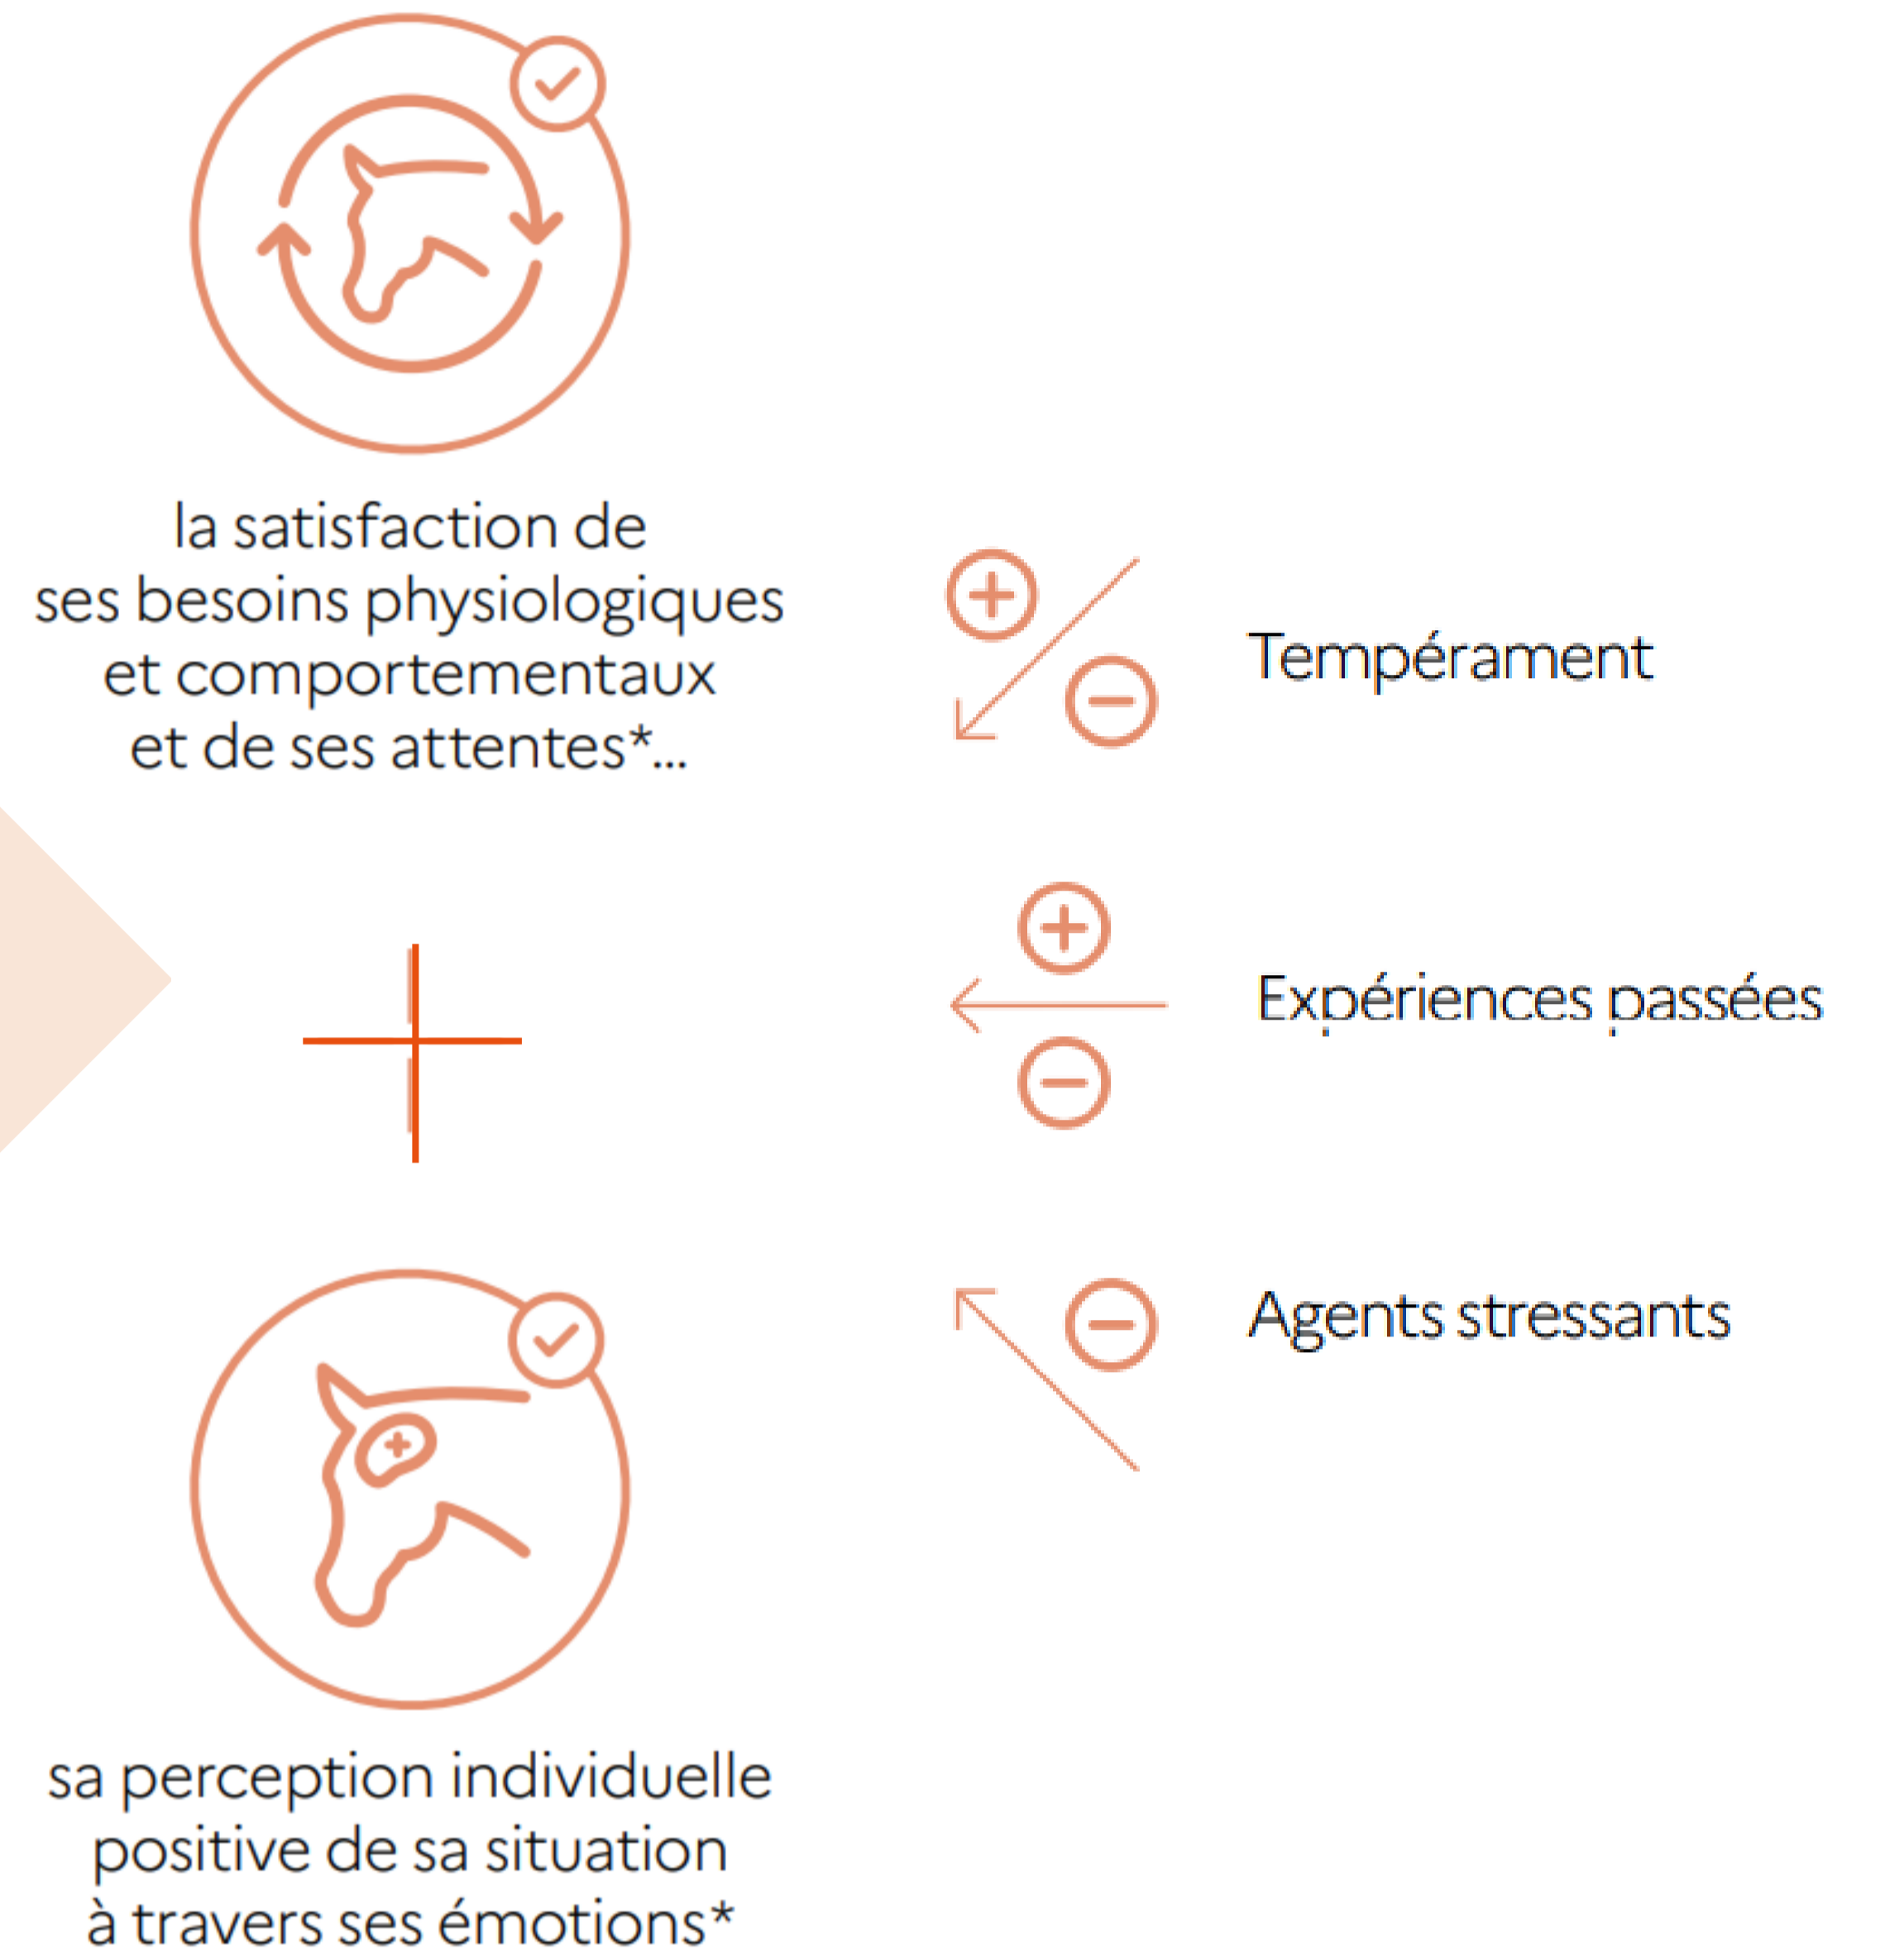 la satisfaction de
ses besoins physiologiques
et comportementaux
et de ses attentes*...
Tempérament
Expériences passées
Agents stressants
sa perception individuelle
positive de sa situation
à travers ses émotions*